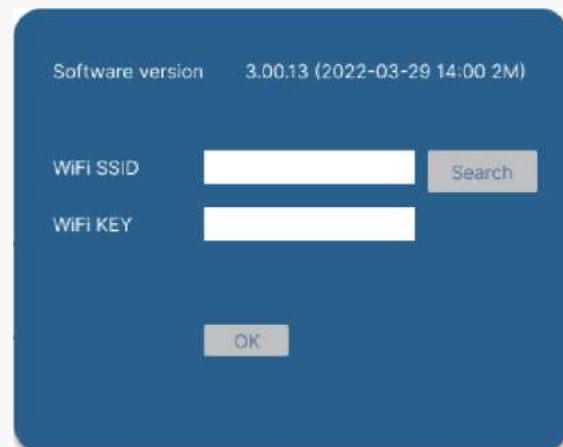 Software version 3.00.13 (2022-03-29 14:00 2M)
WiFi SSID Search
WiFi KEY
OK